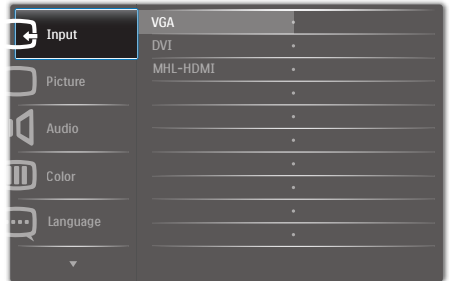 Input
Picture
Audio
Color
Language
VGA
DVI
MHL-HDMI